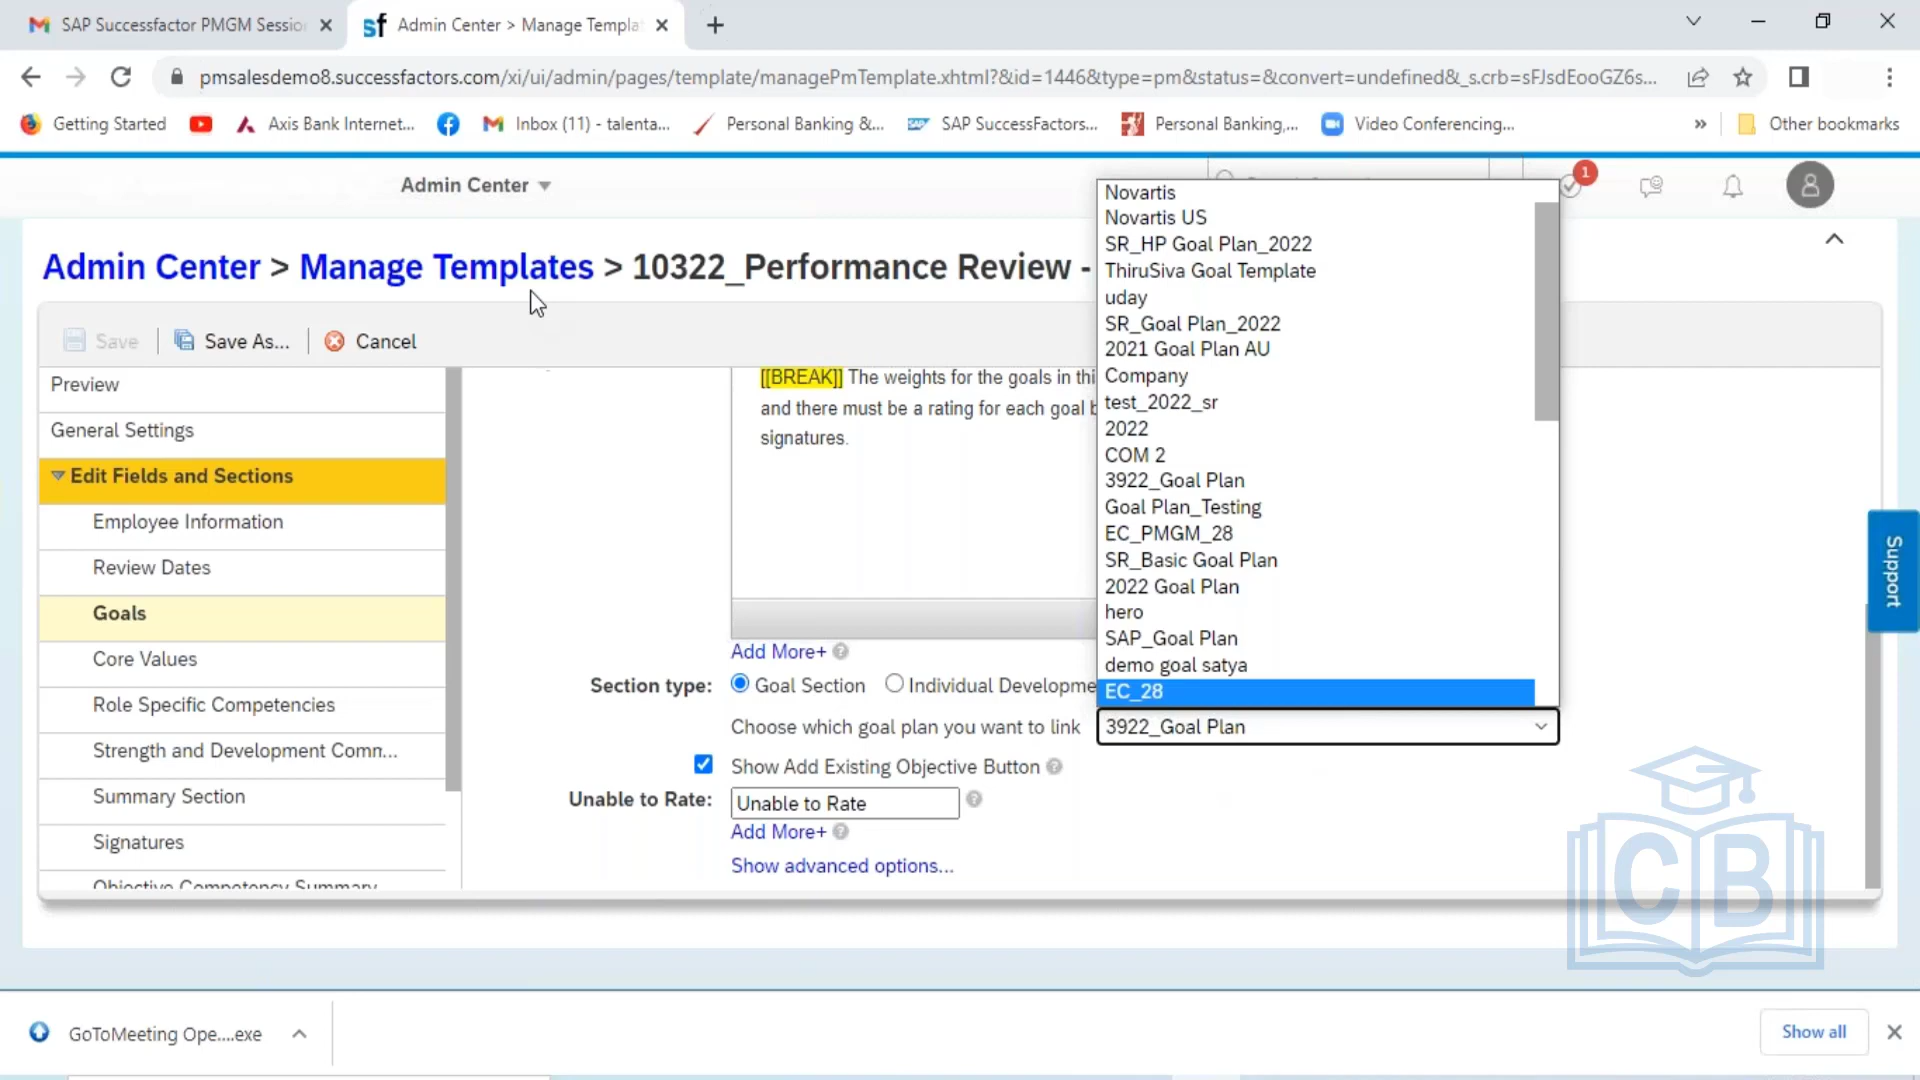 SAP Successfactor PMGM Sessio
sf Admin Center > Manage Templa
pmsalesdemo8.successfactors.com/xi/ui/admin/pages/template/managePmTemplate.xhtml?&id=1446&type=pm&status=&convert=undefined&_s.crb=sFJsdEooGZ6s...
Getting Started
Axis Bank Internet...
Inbox (11) - talenta...
Personal Banking &...
SAP SuccessFactors...
Personal Banking,...
Video Conferencing...
»
Other bookmarks
Admin Center
1
Admin Center > Manage Templates > 10322_Performance Review -
Save
Save As...
Cancel
Preview
General Settings
Edit Fields and Sections
Employee Information
Review Dates
Goals
Core Values
Role Specific Competencies
Strength and Development Comm...
Summary Section
Signatures
Objective Competency Summary
[[BREAK]] The weights for the goals in thi
and there must be a rating for each goal b
signatures.
Add More+
Section type:
Goal Section
Individual Developme
Choose which goal plan you want to link
3922_Goal Plan
Novartis
Novartis US
SR_HP Goal Plan_2022
ThiruSiva Goal Template
uday
SR_Goal Plan_2022
2021 Goal Plan AU
Company
test_2022_sr
2022
COM 2
3922_Goal Plan
Goal Plan_Testing
EC_PMGM_28
SR_Basic Goal Plan
2022 Goal Plan
hero
SAP_Goal Plan
demo goal satya
EC_28
Show Add Existing Objective Button
Unable to Rate:
Unable to Rate
Add More+
Show advanced options...
Support
CB
GoToMeeting Ope....exe
Show all